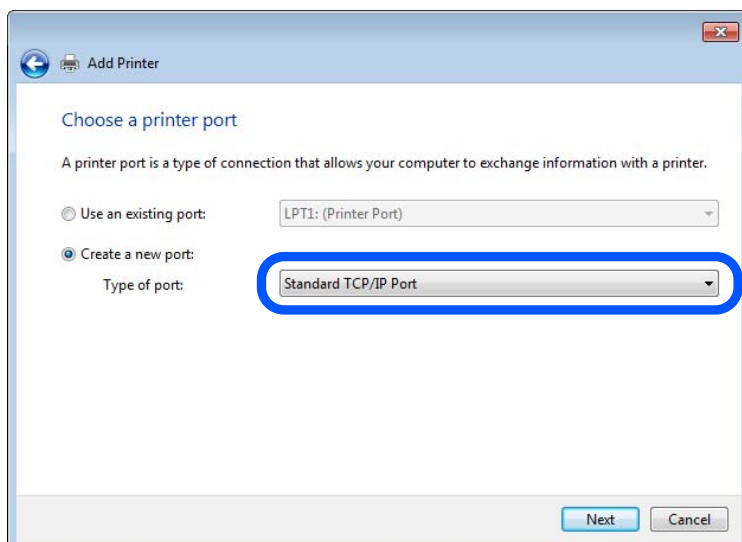 Add Printer
Choose a printer port
A printer port is a type of connection that allows your computer to exchange information with a printer.
Use an existing port:
LPT1: (Printer Port)
Create a new port:
Type of port:
Standard TCP/IP Port
Next
Cancel